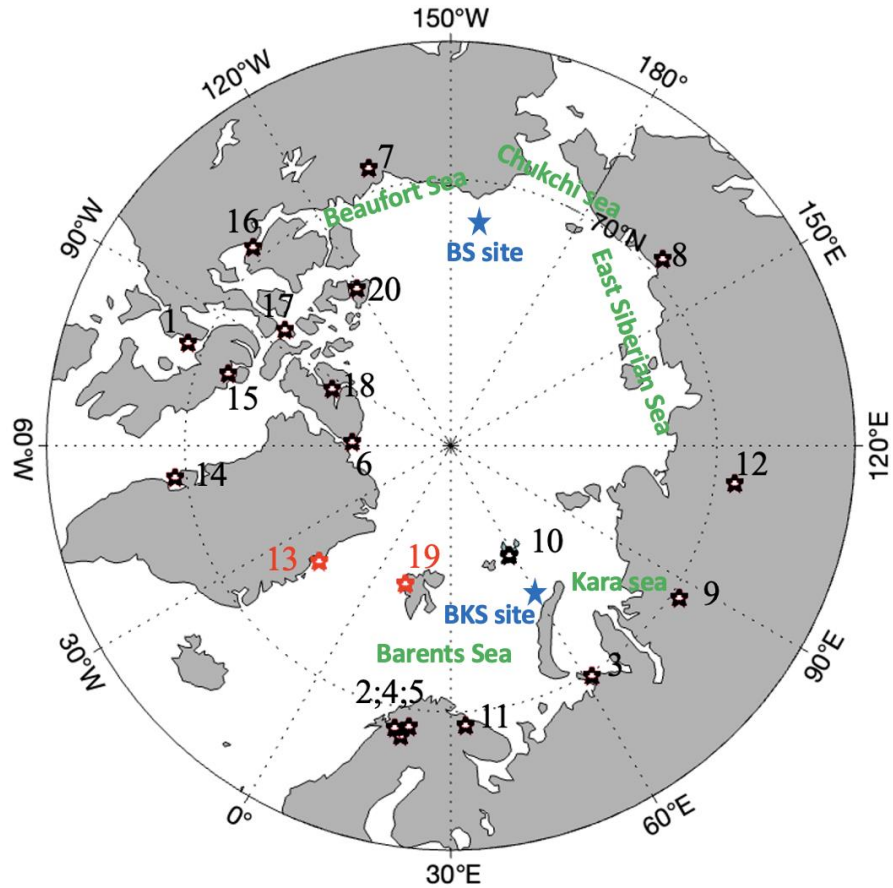 150°W
120°W
180°
7
Chukchi sea
Beaufort Sea
90°W
16
70°N
150°E
BS site
8
20
East Siberian Sea
17
1
18
15
60°W
6
120°E
12
14
10
13
19
Kara sea
9
BKS site
Barents Sea
30°W
3
90°E
2;4;5
11
0°
60°E
30°E